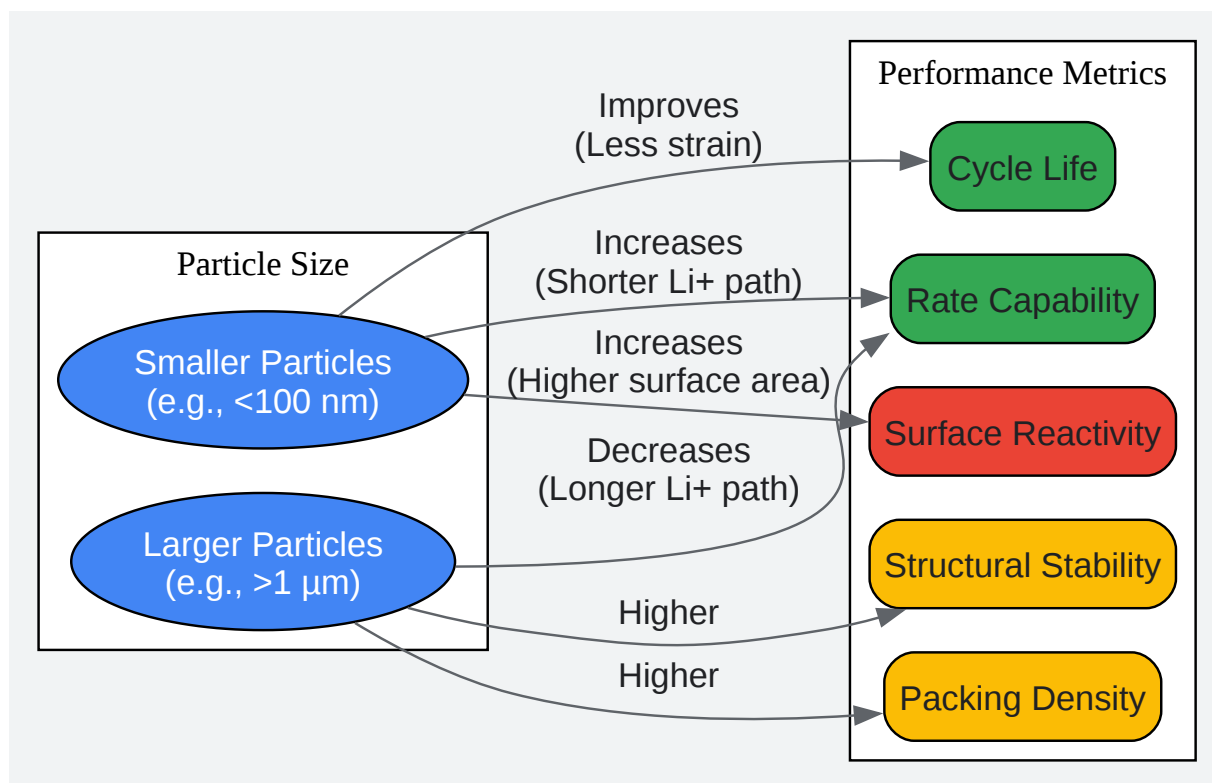 Performance Metrics
Improves
(Less strain)
Cycle Life
Particle Size
Increases
(Shorter Li+ path)
Rate Capability
Smaller Particles
(e.g., <100 nm)
Increases
(Higher surface area)
Surface Reactivity
Decreases
(Longer Li+ path)
Larger Particles
(e.g., >1 µm)
Structural Stability
Higher
Higher
Packing Density